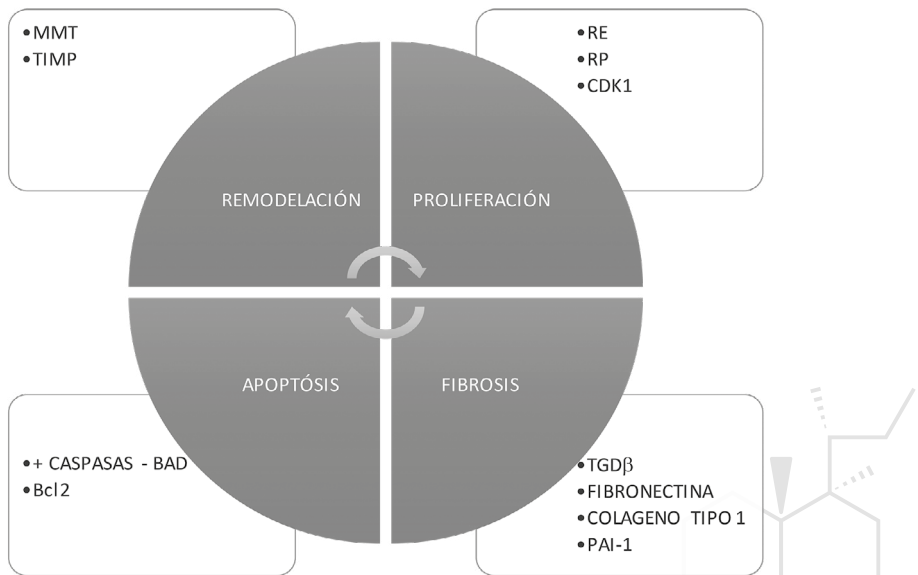 •MMT
•TIMP
•RE
•RP
•CDK1
REMODELACIÓN
PROLIFERACIÓN
APOPTÓSIS
FIBROSIS
•+ CASPASAS - BAD
•Bcl2
•TGDβ
•FIBRONECTINA
•COLAGENO TIPO 1
•PAI-1